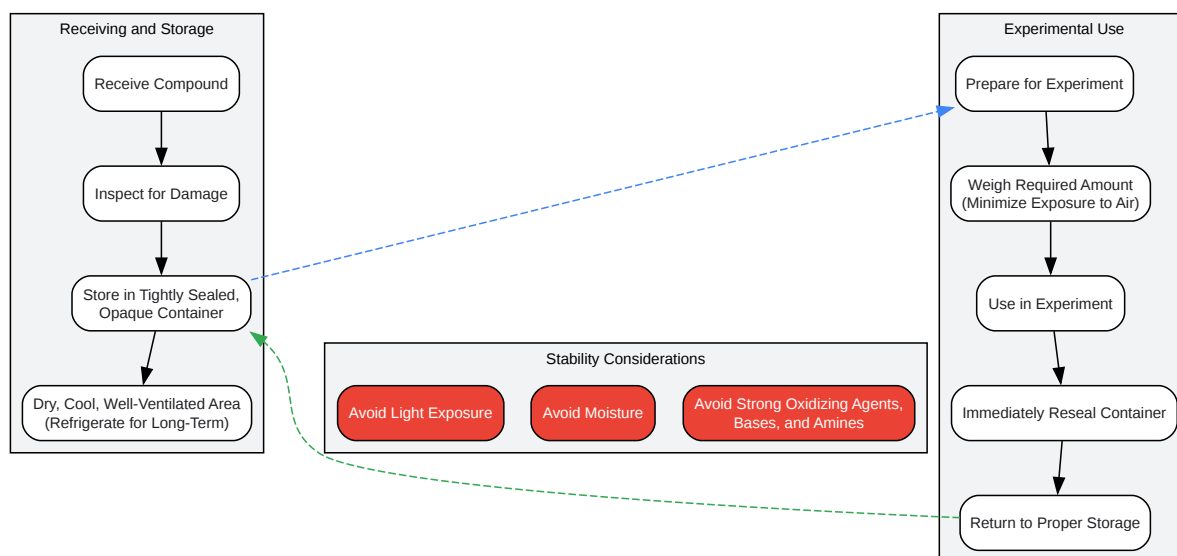 Receiving and Storage
Receive Compound
Inspect for Damage
Store in Tightly Sealed,
Opaque Container
Dry, Cool, Well-Ventilated Area
(Refrigerate for Long-Term)
Stability Considerations
Avoid Light Exposure
Avoid Moisture
Avoid Strong Oxidizing Agents,
Bases, and Amines
Experimental Use
Prepare for Experiment
Weigh Required Amount
(Minimize Exposure to Air)
Use in Experiment
Immediately Reseal Container
Return to Proper Storage